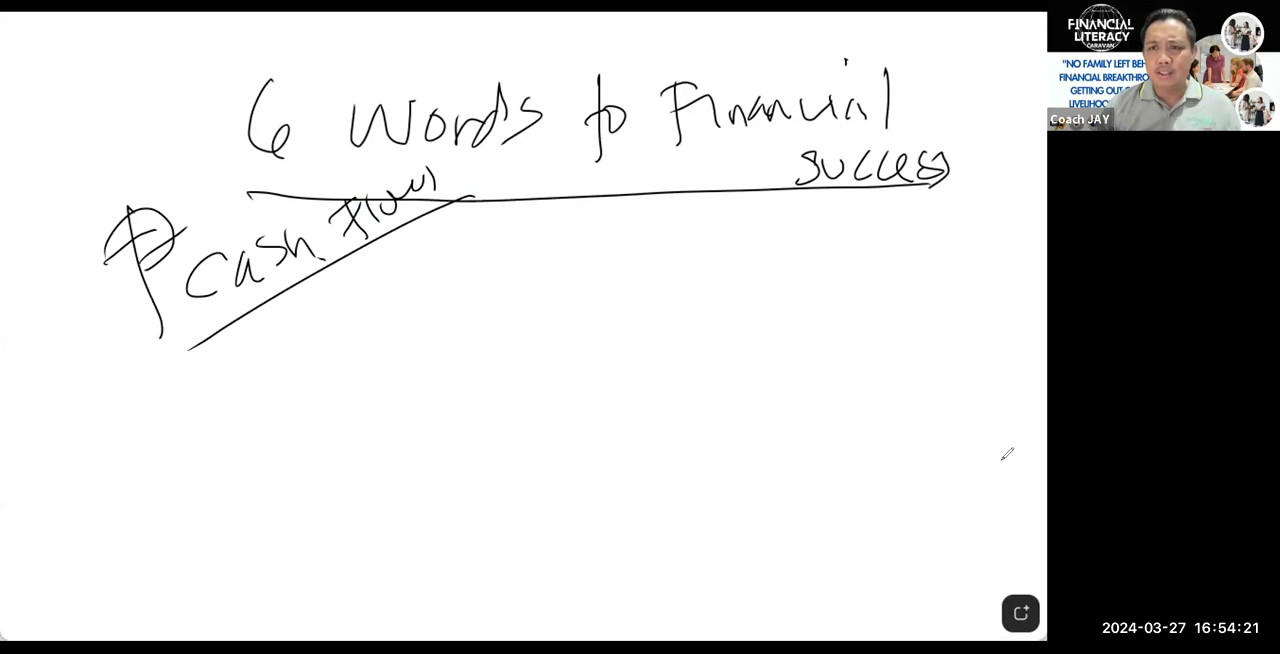 6 Words to Financial
success
₱ cash flow
FINANCIAL
LITERACY
CARAVAN
"NO FAMILY LEFT BEH
FINANCIAL BREAKTHRO
GETTING OUT
LIVELIHOO
Coach JAY
2024-03-27 16:54:21